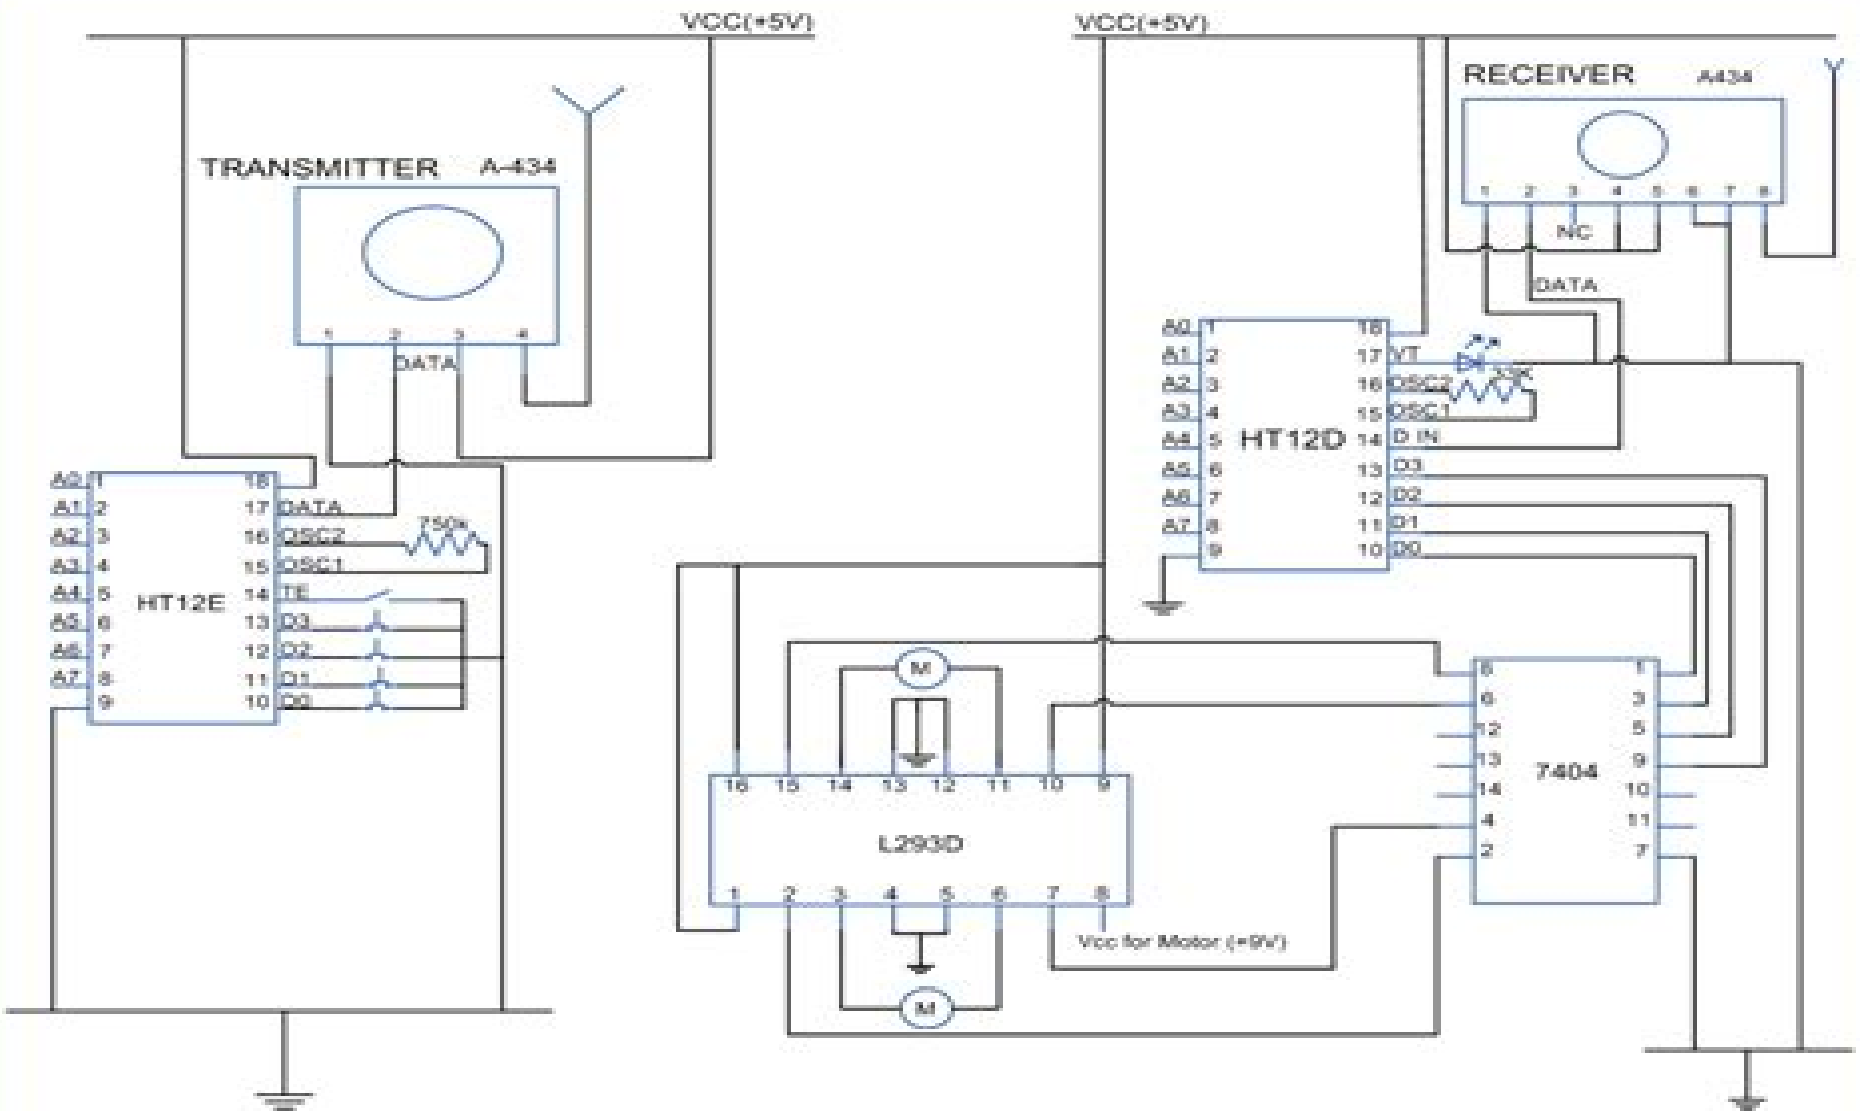 VCC(+5V)
TRANSMITTER A-434
1 2 3 4
DATA
A0 1 18
A1 2 17 DATA
750k
A2 3 16 OSC2
A3 4 15 OSC1
A4 5 14 TE
HT12E
A5 6 13 D3
A6 7 12 D2
A7 8 11 D1
9 10 D0
VCC(+5V)
RECEIVER A434
1 2 3 4 5 6 7 8
NC
DATA
A0 1 18
A1 2 17 VT
33K
A2 3 16 OSC2
A3 4 15 OSC1
A4 5 HT12D 14 D IN
A5 6 13 D3
A6 7 12 D2
A7 8 11 D1
9 10 D0
M
16 15 14 13 12 11 10 9
L293D
1 2 3 4 5 6 7 8
Vcc for Motor (+9V)
M
8 1
6 3
12 5
13 9
7404
14 10
4 11
2 7